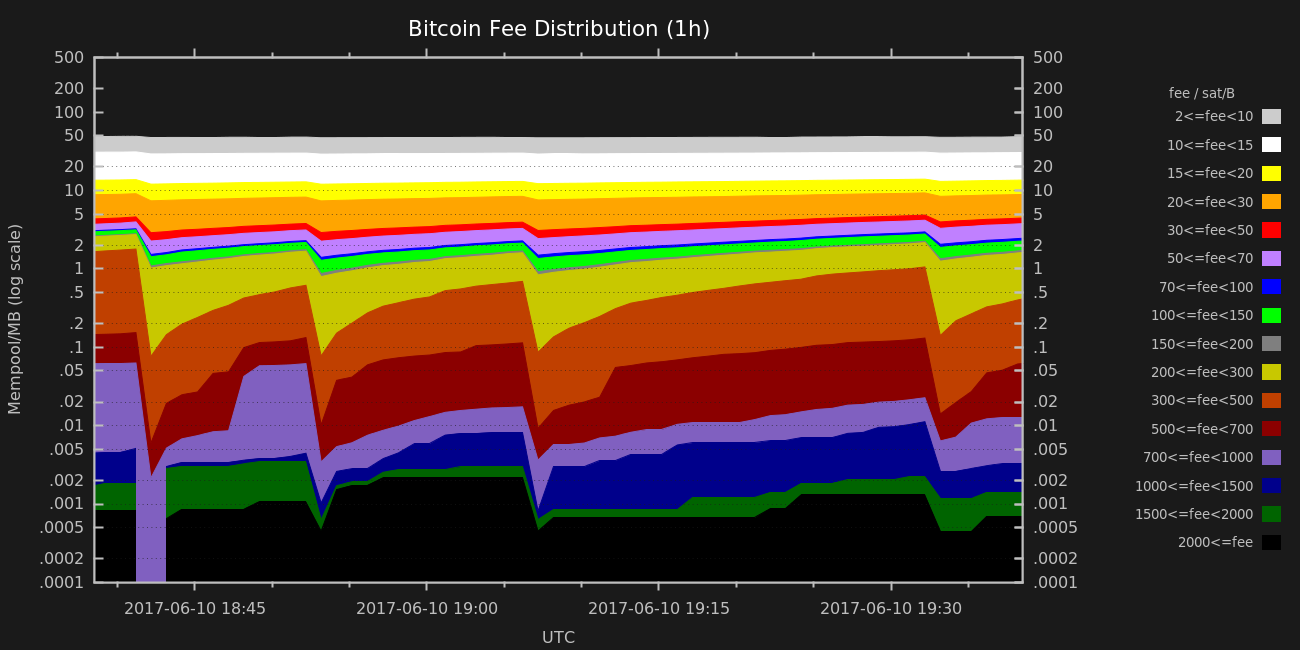 Bitcoin Fee Distribution (1h)
500 500
200 200
100 100
50 50
20 20
10 10
5 5
2 2
1 1
.5 .5
.2 .2
.1 .1
.05 .05
.02 .02
.01 .01
.005 .005
.002 .002
.001 .001
.0005 .0005
.0002 .0002
.0001 .0001
Mempool/MB (log scale)
2017-06-10 18:45 2017-06-10 19:00 2017-06-10 19:15 2017-06-10 19:30
UTC
fee / sat/B
2<=fee<10
10<=fee<15
15<=fee<20
20<=fee<30
30<=fee<50
50<=fee<70
70<=fee<100
100<=fee<150
150<=fee<200
200<=fee<300
300<=fee<500
500<=fee<700
700<=fee<1000
1000<=fee<1500
1500<=fee<2000
2000<=fee